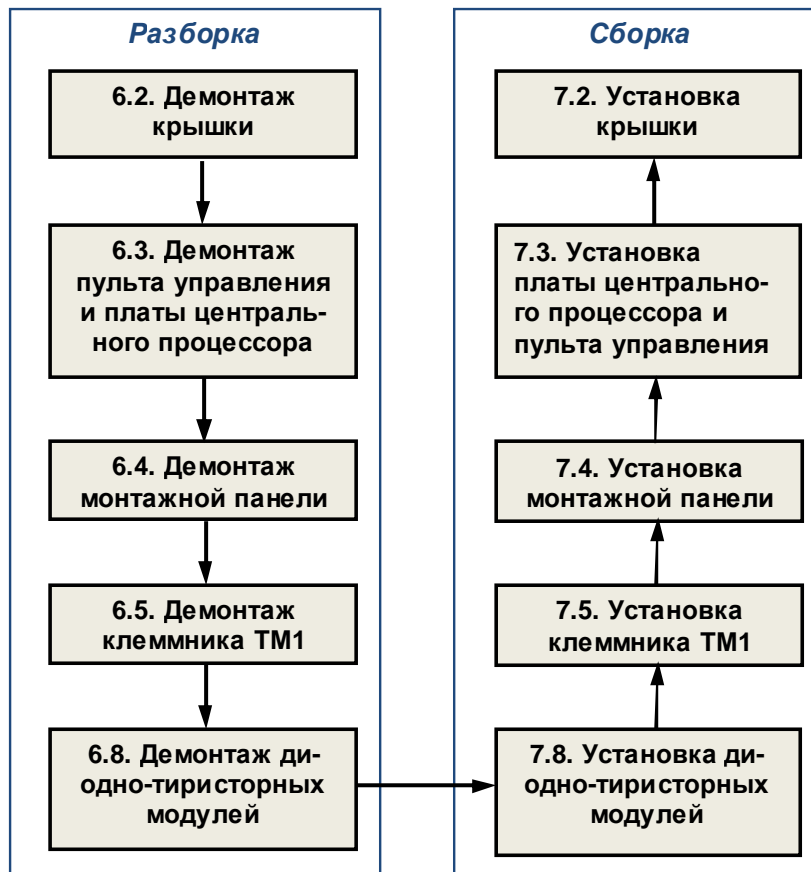 Разборка
6.2. Демонтаж
крышки
6.3. Демонтаж
пульта управления
и платы централь-
ного процессора
6.4. Демонтаж
монтажной панели
6.5. Демонтаж
клеммника ТМ1
6.8. Демонтаж ди-
одно-тиристорных
модулей
Сборка
7.2. Установка
крышки
7.3. Установка
платы центрально-
го процессора и
пульта управления
7.4. Установка
монтажной панели
7.5. Установка
клеммника ТМ1
7.8. Установка ди-
одно-тиристорных
модулей